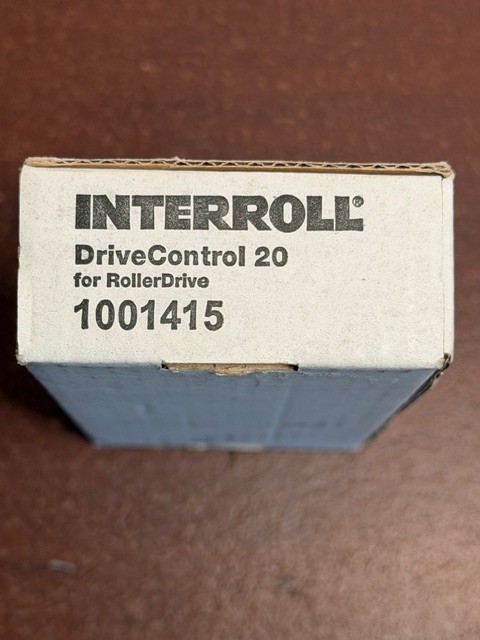 INTERROLL®
DriveControl 20
for RollerDrive
1001415